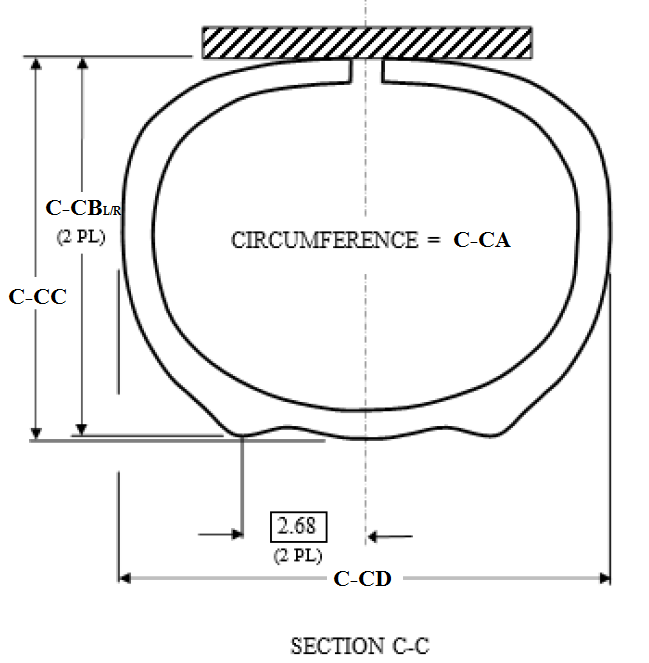 C-CBL/R
(2 PL)
CIRCUMFERENCE = C-CA
C-CC
2.68
(2 PL)
C-CD
SECTION C-C